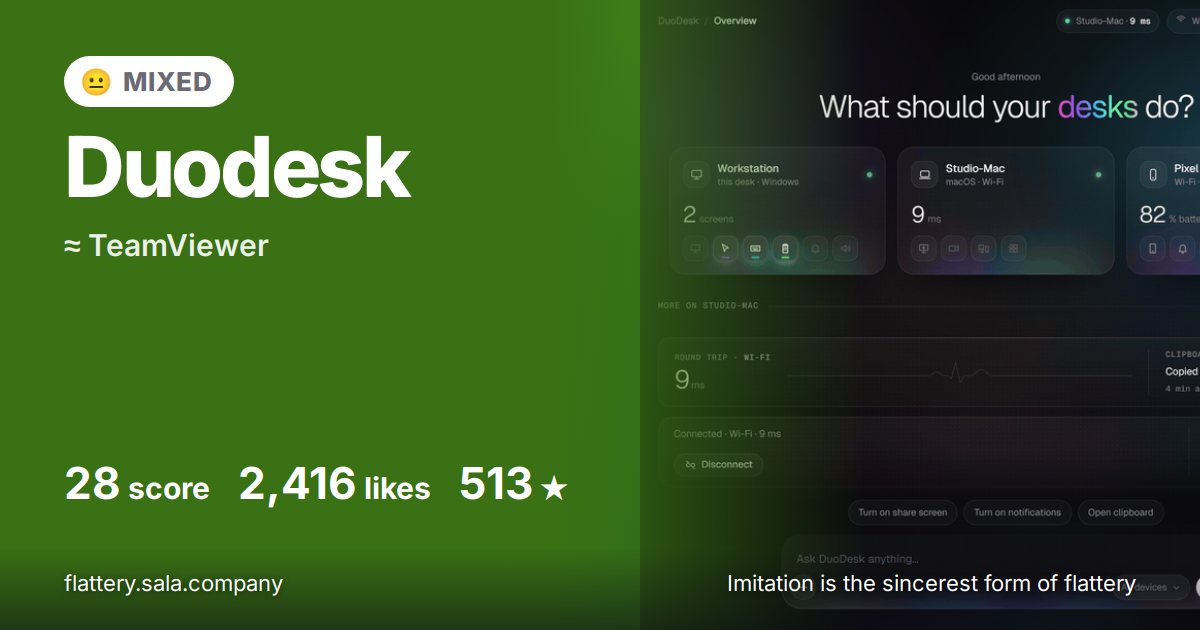 😐 MIXED
Duodesk
≈ TeamViewer
28 score 2,416 likes 513 ★
flattery.sala.company
DuoDesk / Overview
Studio-Mac · 9 ms
Good afternoon
What should your desks do?
Workstation
this desk · Windows
2 screens
Studio-Mac
macOS · Wi-Fi
9 ms
Pixel
Wi-Fi
82 % batte
MORE ON STUDIO-MAC
ROUND TRIP · WI-FI
9 ms
CLIPBOA
Copied
4 min a
Connected · Wi-Fi · 9 ms
Disconnect
Turn on share screen
Turn on notifications
Open clipboard
Ask DuoDesk anything...
devices
Imitation is the sincerest form of flattery